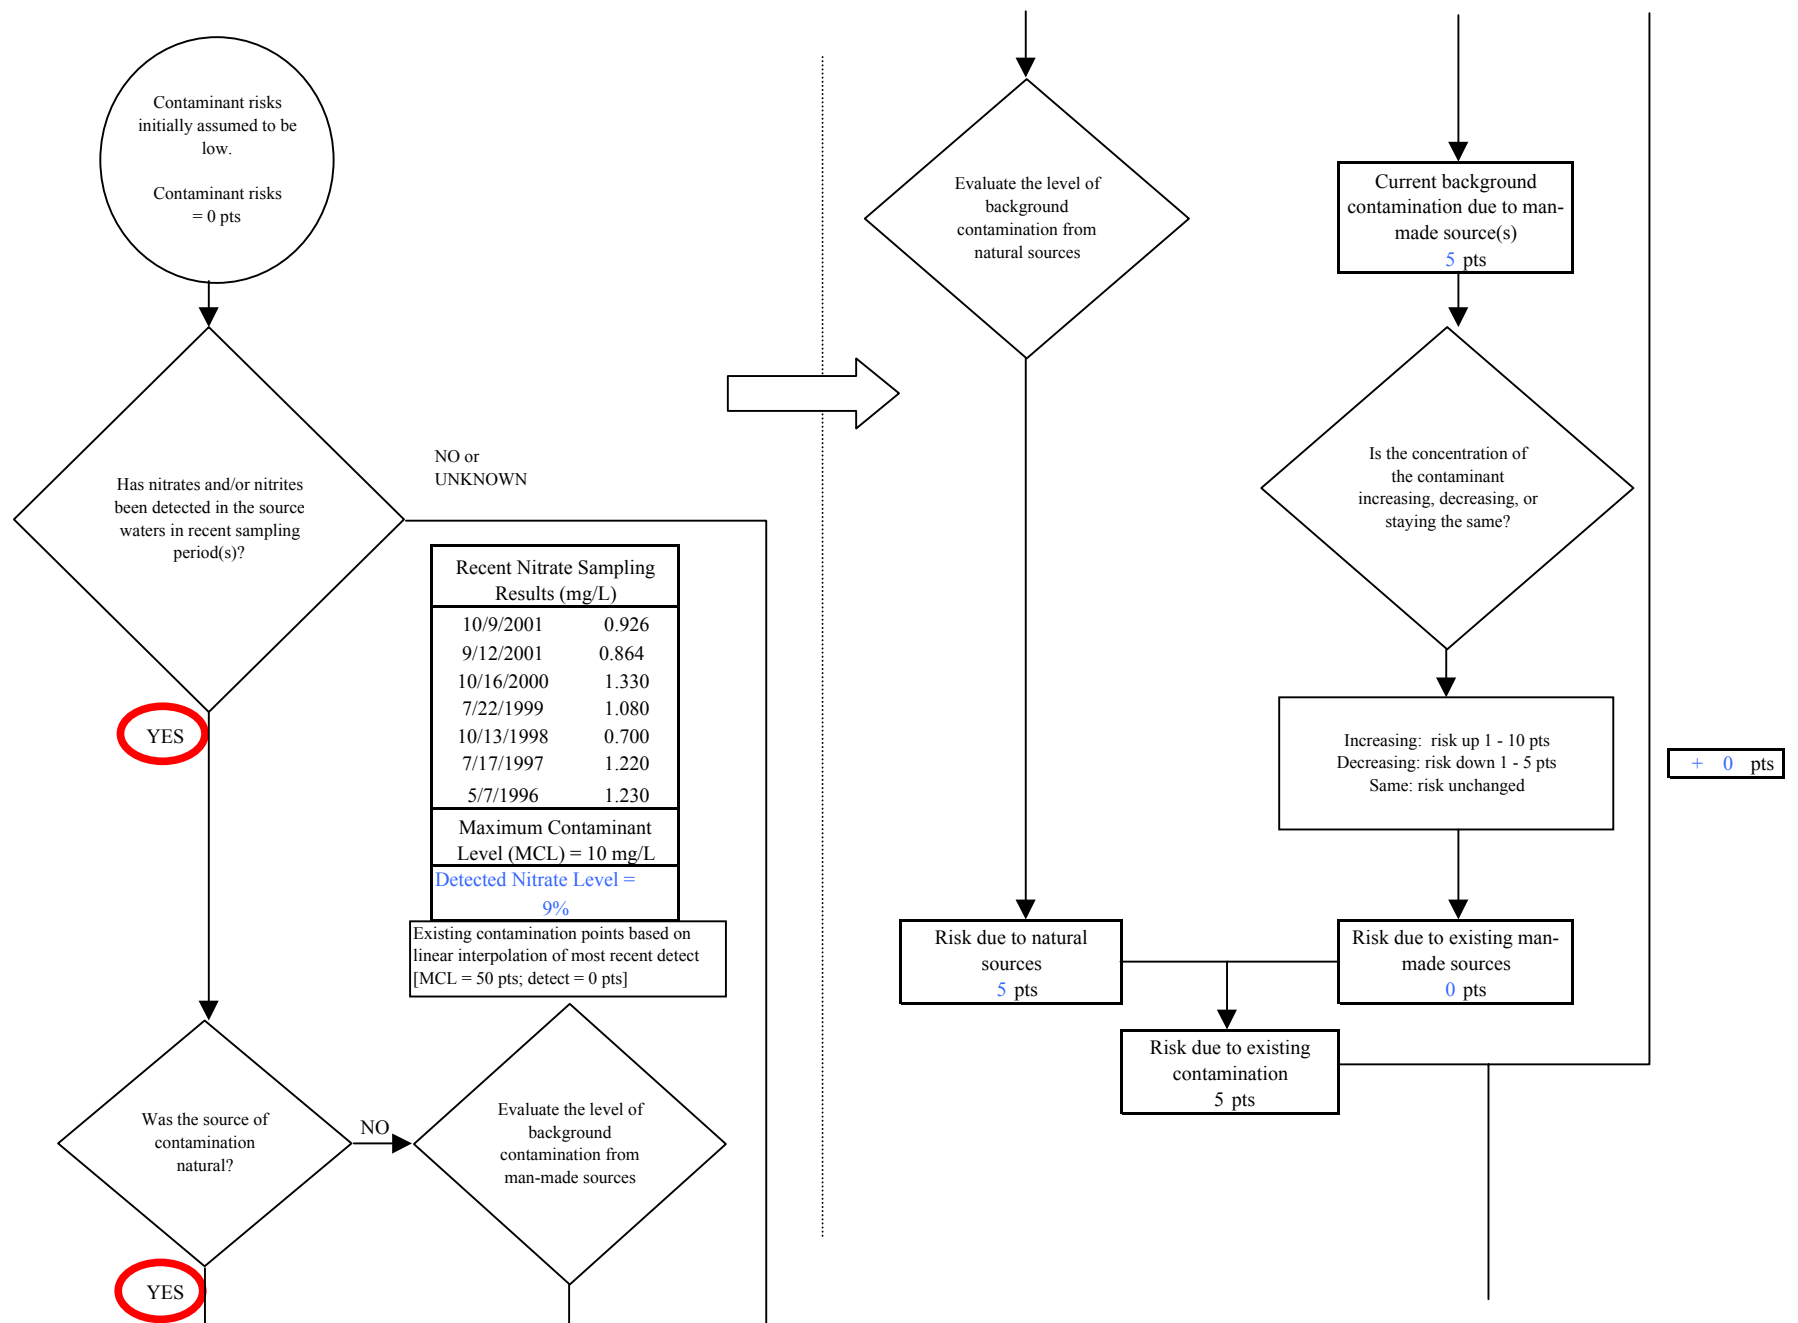 Contaminant risks
initially assumed to be
low.
Contaminant risks
= 0 pts
Has nitrates and/or nitrites
been detected in the source
waters in recent sampling
period(s)?
NO or
UNKNOWN
YES
Recent Nitrate Sampling
Results (mg/L)
10/9/2001 0.926
9/12/2001 0.864
10/16/2000 1.330
7/22/1999 1.080
10/13/1998 0.700
7/17/1997 1.220
5/7/1996 1.230
Maximum Contaminant
Level (MCL) = 10 mg/L
Detected Nitrate Level =
9%
Existing contamination points based on
linear interpolation of most recent detect
[MCL = 50 pts; detect = 0 pts]
Was the source of
contamination
natural?
NO
YES
Evaluate the level of
background
contamination from
man-made sources
Evaluate the level of
background
contamination from
natural sources
Current background
contamination due to man-
made source(s)
5 pts
Is the concentration of
the contaminant
increasing, decreasing, or
staying the same?
Increasing: risk up 1 - 10 pts
Decreasing: risk down 1 - 5 pts
Same: risk unchanged
+ 0 pts
Risk due to natural
sources
5 pts
Risk due to existing man-
made sources
0 pts
Risk due to existing
contamination
5 pts